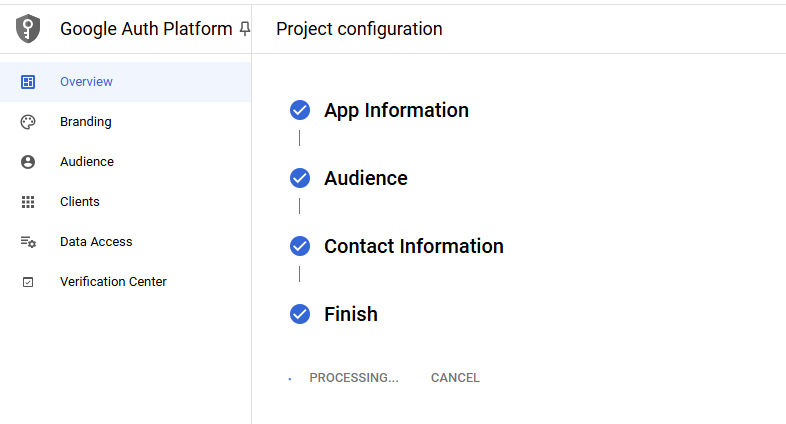 Google Auth Platform
Project configuration
Overview
Branding
Audience
Clients
Data Access
Verification Center
App Information
Audience
Contact Information
Finish
PROCESSING... CANCEL